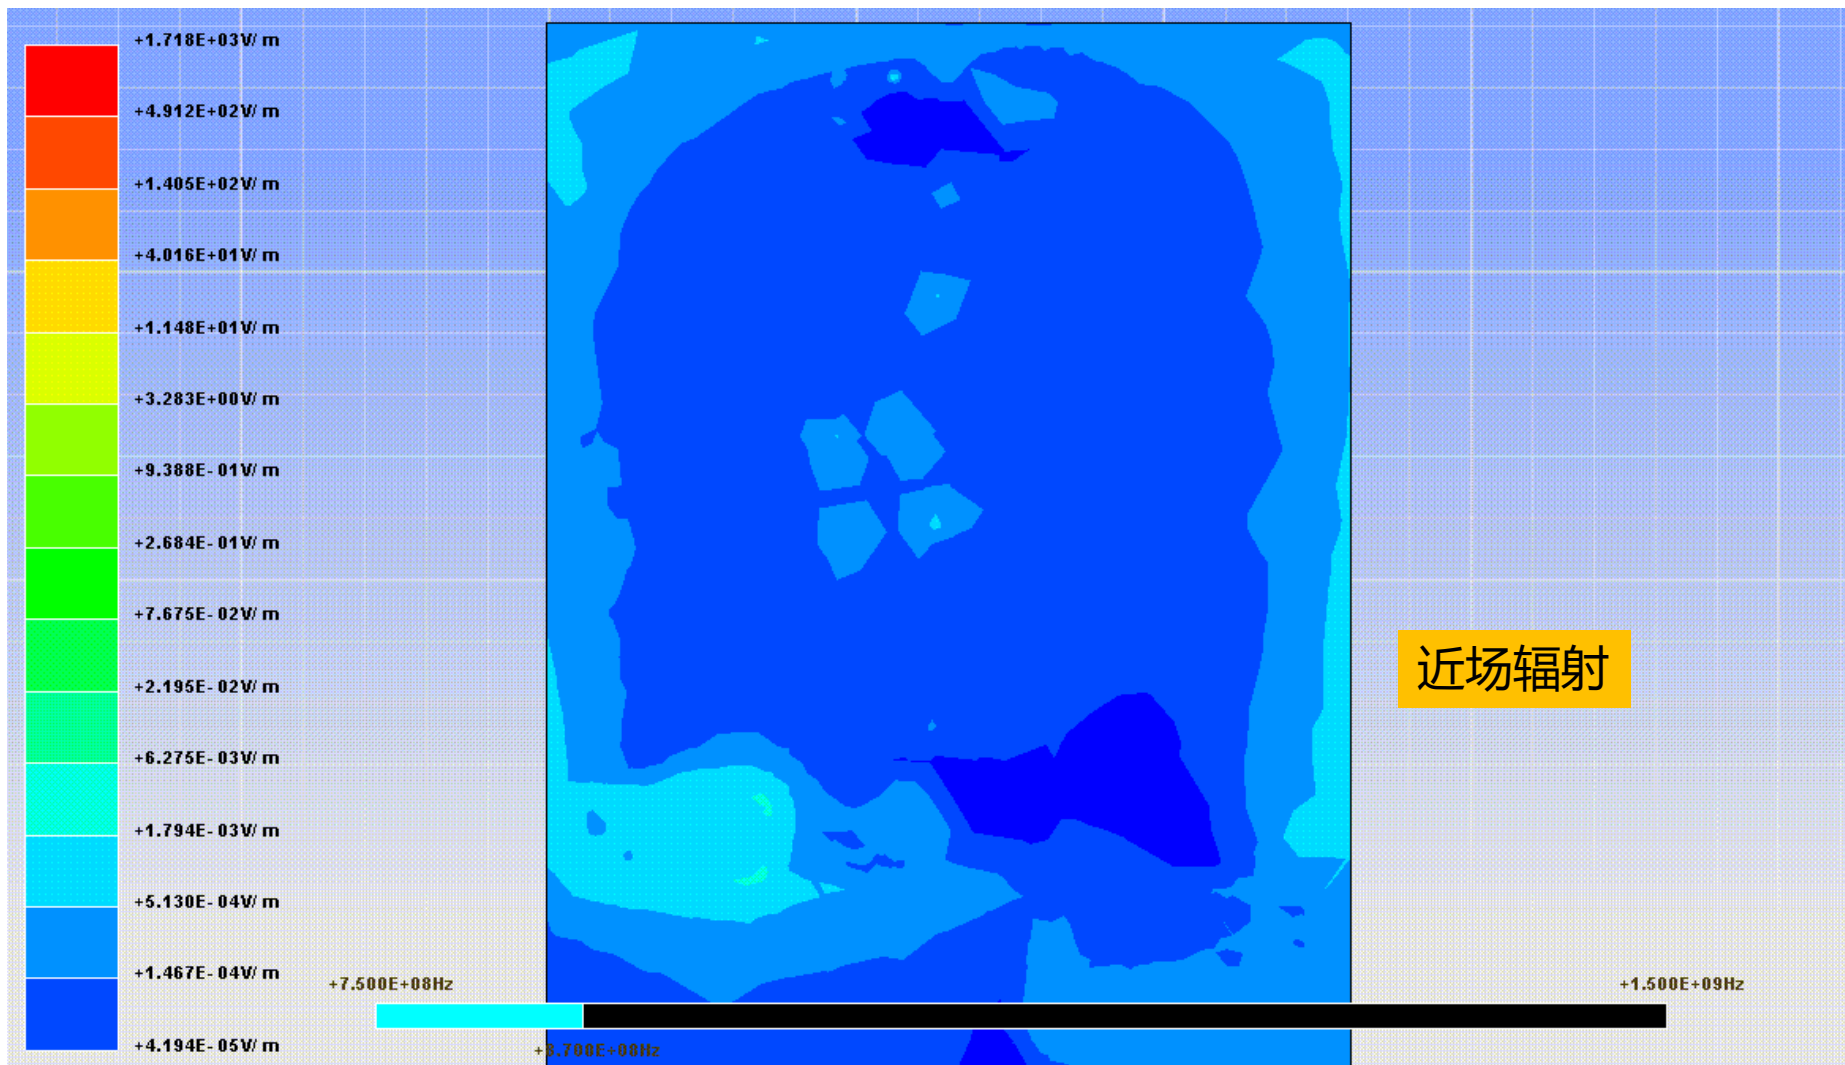 +1.718E+03V/m
+4.912E+02V/m
+1.405E+02V/m
+4.016E+01V/m
+1.148E+01V/m
+3.283E+00V/m
+9.388E-01V/m
+2.684E-01V/m
+7.675E-02V/m
+2.195E-02V/m
+6.275E-03V/m
+1.794E-03V/m
+5.130E-04V/m
+1.467E-04V/m
+4.194E-05V/m
近场辐射
+7.500E+08Hz
+1.500E+09Hz